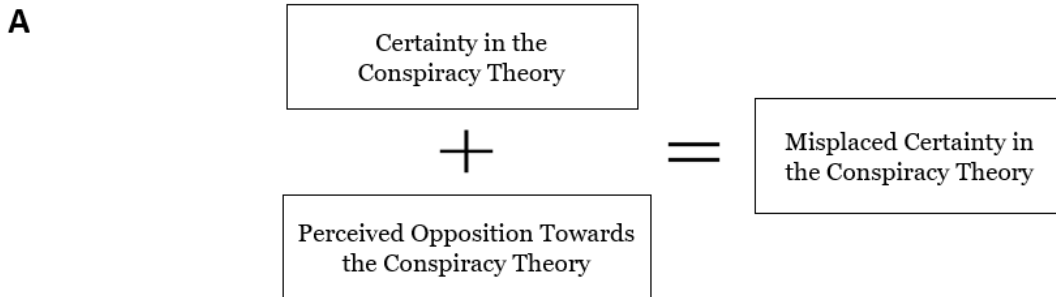 A
Certainty in the
Conspiracy Theory
+
Perceived Opposition Towards
the Conspiracy Theory
=
Misplaced Certainty in
the Conspiracy Theory